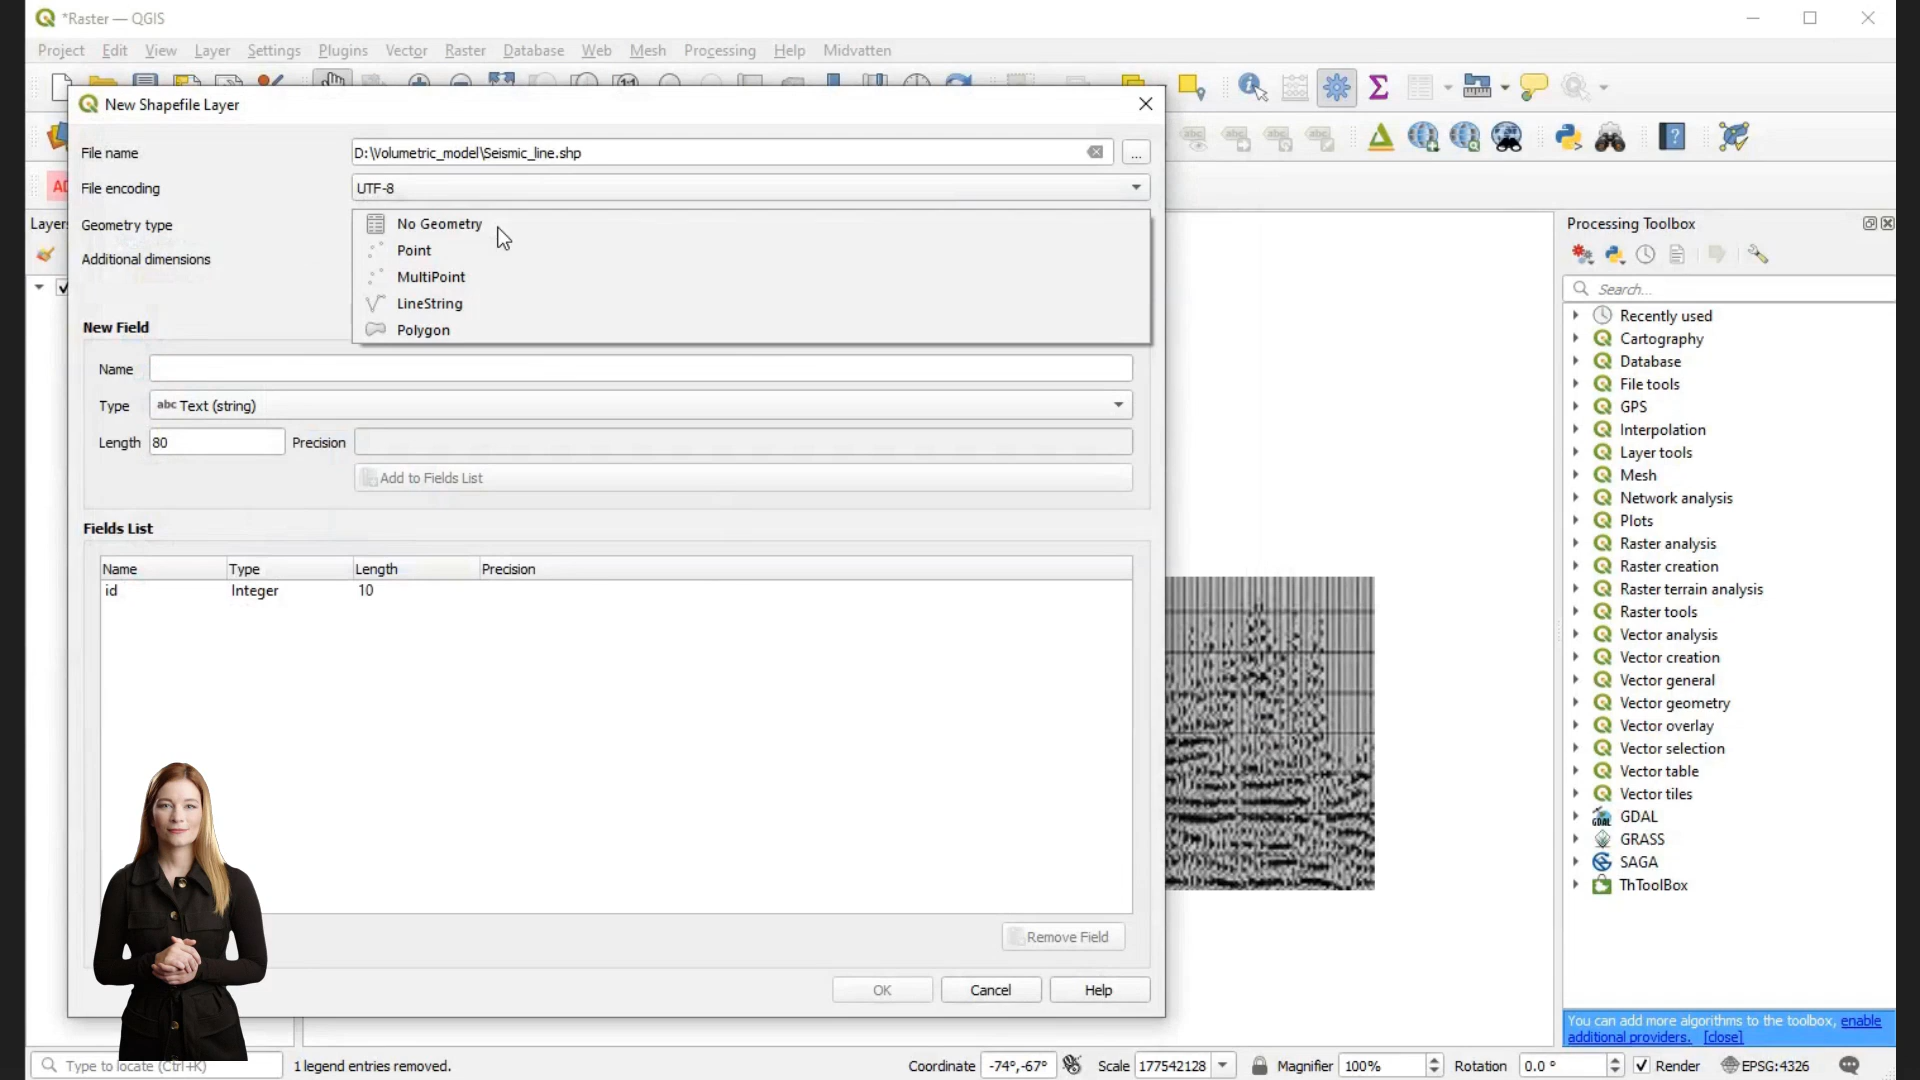 *Raster — QGIS
Project Edit View Layer Settings Plugins Vector Raster Database Web Mesh Processing Help Midvatten
New Shapefile Layer
File name D:\Volumetric_model\Seismic_line.shp ...
File encoding UTF-8
Geometry type
Additional dimensions
No Geometry
Point
MultiPoint
LineString
Polygon
New Field
Name
Type abc Text (string)
Length 80 Precision
Add to Fields List
Fields List
Name Type Length Precision
id Integer 10
Remove Field
OK Cancel Help
Layers
Processing Toolbox
Search...
Recently used
Cartography
Database
File tools
GPS
Interpolation
Layer tools
Mesh
Network analysis
Plots
Raster analysis
Raster creation
Raster terrain analysis
Raster tools
Vector analysis
Vector creation
Vector general
Vector geometry
Vector overlay
Vector selection
Vector table
Vector tiles
GDAL
GRASS
SAGA
ThToolBox
You can add more algorithms to the toolbox, enable
additional providers. [close]
Type to locate (Ctrl+K) 1 legend entries removed. Coordinate -74°,-67° Scale 177542128 Magnifier 100% Rotation 0.0 ° Render EPSG:4326